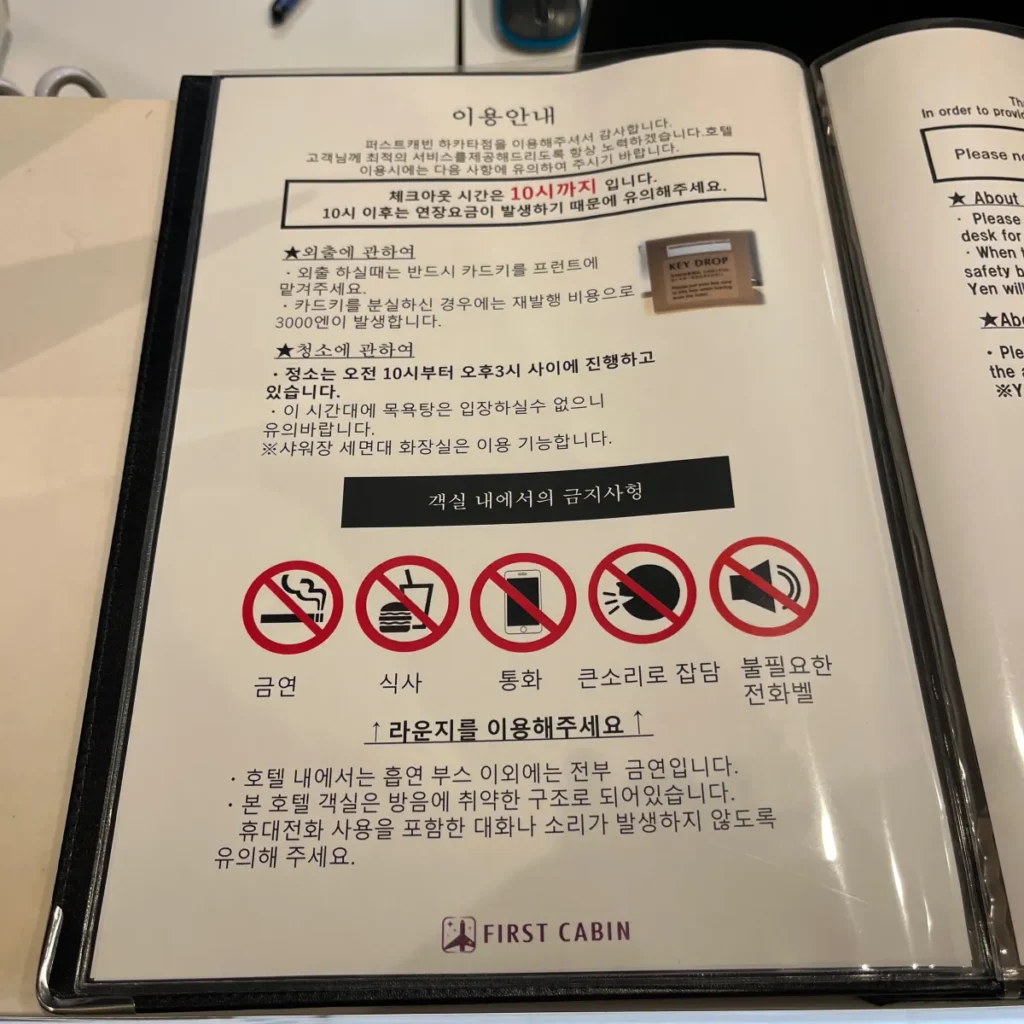 이용안내
퍼스트캐빈 하카타점을 이용해주셔서 감사합니다.
고객님께 최적의 서비스를제공해드리도록 항상 노력하겠습니다.호텔
이용시에는 다음 사항에 유의하여 주시기 바랍니다.
체크아웃 시간은 10시까지 입니다.
10시 이후는 연장요금이 발생하기 때문에 유의해주세요.
★외출에 관하여
· 외출 하실때는 반드시 카드키를 프런트에
맡겨주세요.
· 카드키를 분실하신 경우에는 재발행 비용으로
3000엔이 발생합니다.
KEY DROP
★청소에 관하여
· 정소는 오전 10시부터 오후3시 사이에 진행하고
있습니다.
· 이 시간대에 목욕탕은 입장하실수 없으니
유의바랍니다.
※샤워장 세면대 화장실은 이용 기능합니다.
객실 내에서의 금지사헝
금연
식사
통화
큰소리로 잡담
불필요한
전화벨
↑라운지를 이용해주세요↑
· 호텔 내에서는 흡연 부스 이외에는 전부 금연입니다.
· 본 호텔 객실은 방음에 취약한 구조로 되어있습니다.
휴대전화 사용을 포함한 대화나 소리가 발생하지 않도록
유의해 주세요.
FIRST CABIN
Th
In order to provi
Please no
★ About
· Please
desk for
· When
safety b
Yen will
★Abo
· Ple
the a
※Y